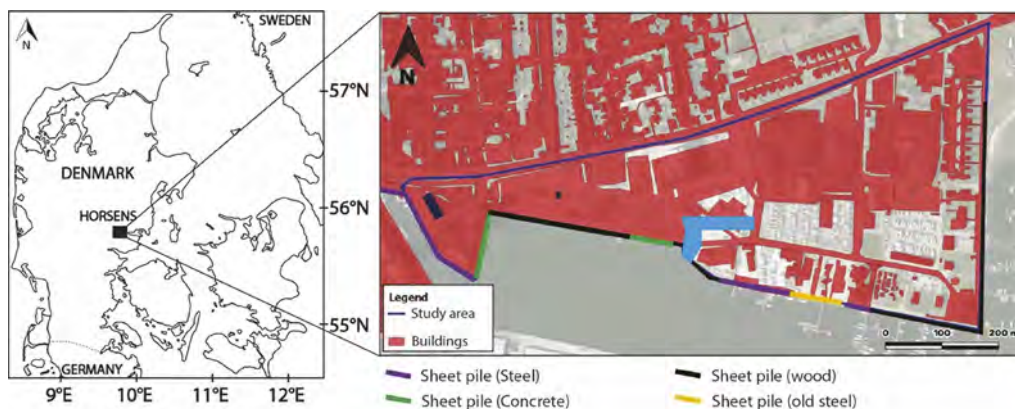 SWEDEN
N
57°N
DENMARK
HORSENS
56°N
55°N
GERMANY
9°E
10°E
11°E
12°E
N
Legend
Study area
Buildings
0
100
200 m
Sheet pile (Steel)
Sheet pile (wood)
Sheet pile (Concrete)
Sheet pile (old steel)